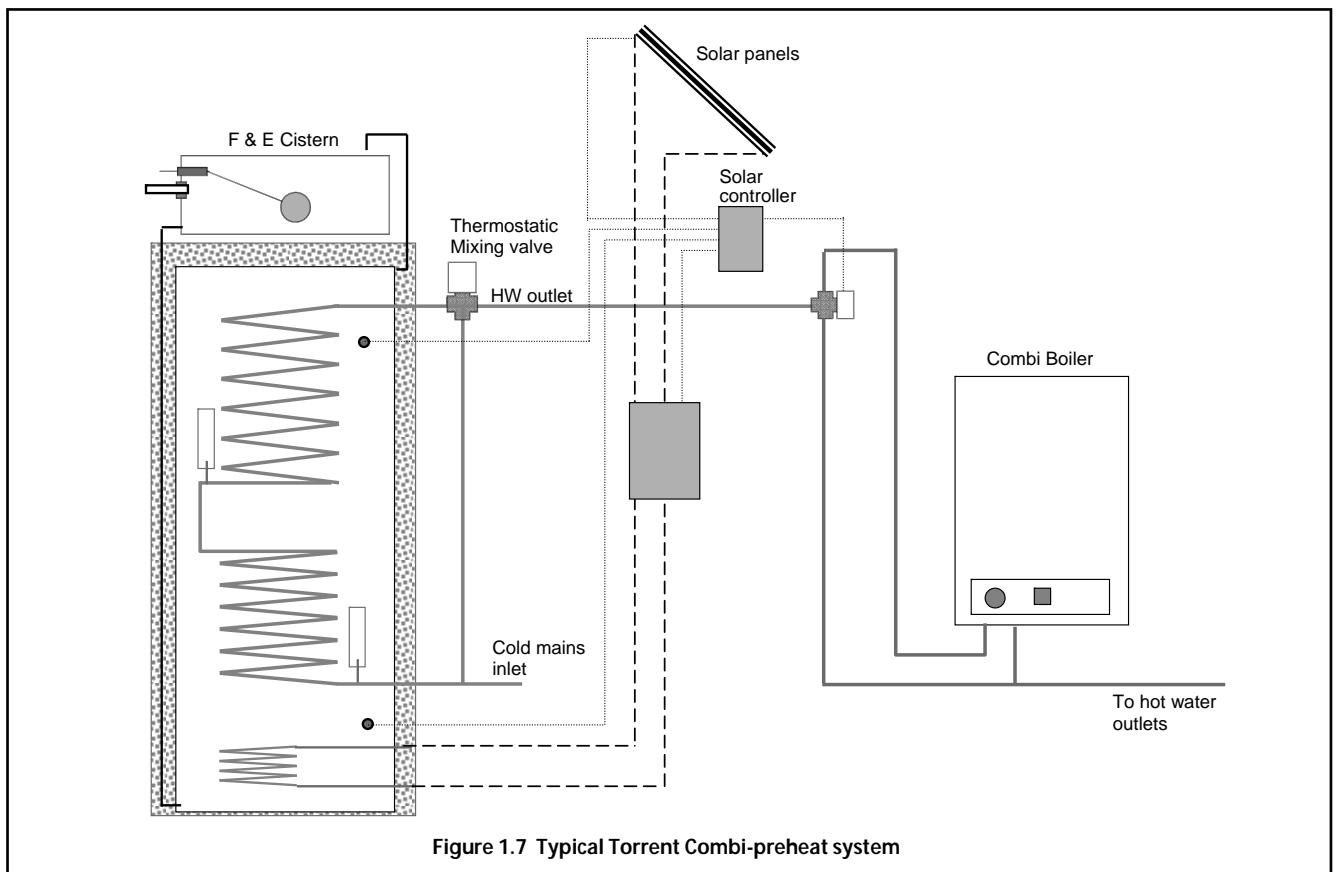 Solar panels
F & E Cistern
Solar
controller
Thermostatic
Mixing valve
HW outlet
Combi Boiler
Cold mains
inlet
To hot water
outlets
Figure 1.7 Typical Torrent Combi-preheat system